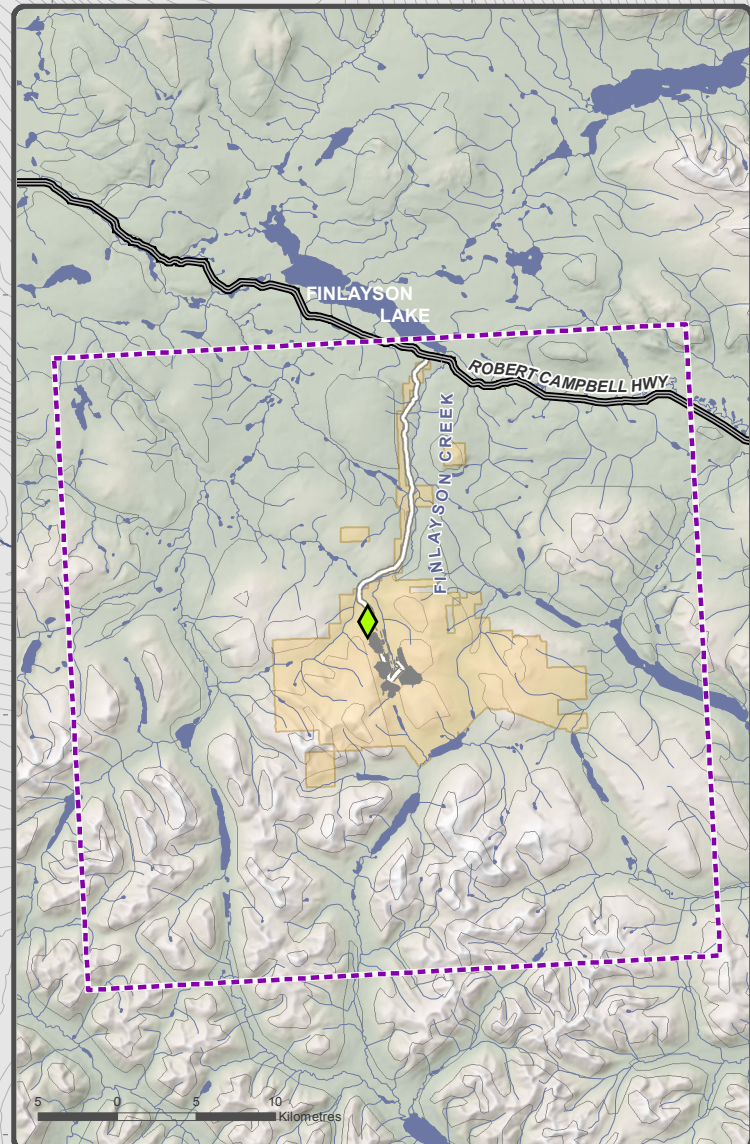 FINLAYSON
LAKE
ROBERT CAMPBELL HWY
FINLAYSON CREEK
5 0 5 10
Kilometres